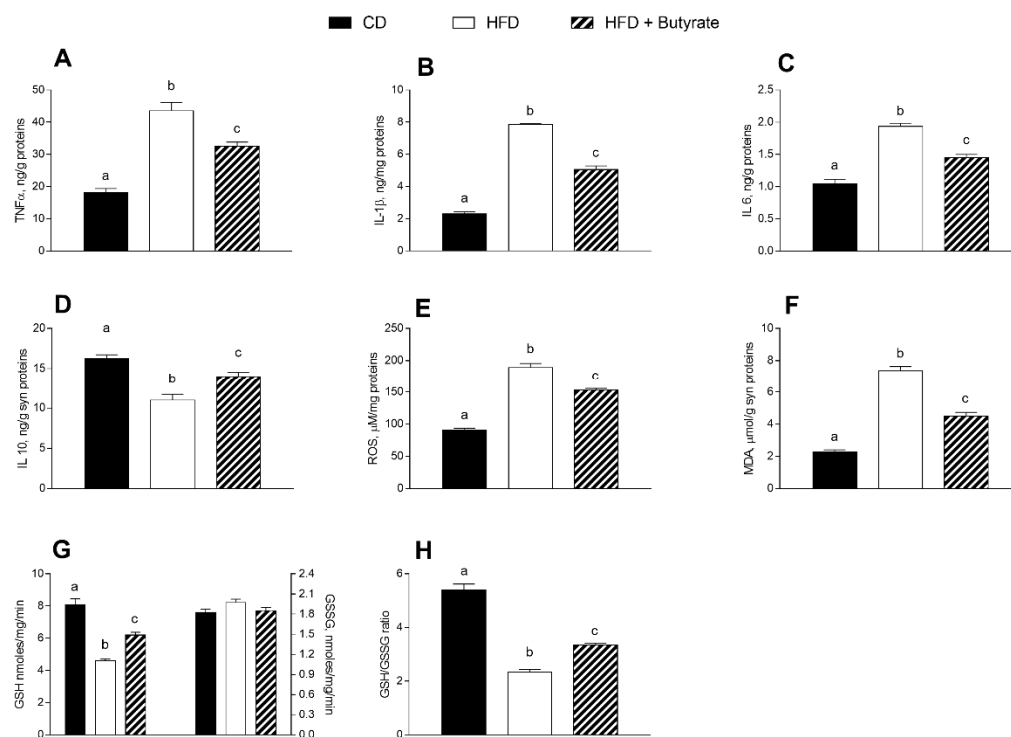 CD HFD HFD + Butyrate
A
TNFα, ng/g proteins
50
40
30
20
10
0
a
b
c
B
IL-1β, ng/mg proteins
10
8
6
4
2
0
a
b
c
C
IL 6, ng/g proteins
2.5
2.0
1.5
1.0
0.5
0.0
a
b
c
D
IL 10, ng/g syn proteins
20
15
10
5
0
a
b
c
E
ROS, μM/mg proteins
250
200
150
100
50
0
a
b
c
F
MDA, μmol/g syn proteins
10
8
6
4
2
0
a
b
c
G
GSH nmoles/mg/min
10
8
6
4
2
0
a
b
c
2.4
2.1
1.8
1.5
1.2
0.9
0.6
0.3
0.0
GSSG, nmoles/mg/min
H
GSH/GSSG ratio
6
4
2
0
a
b
c